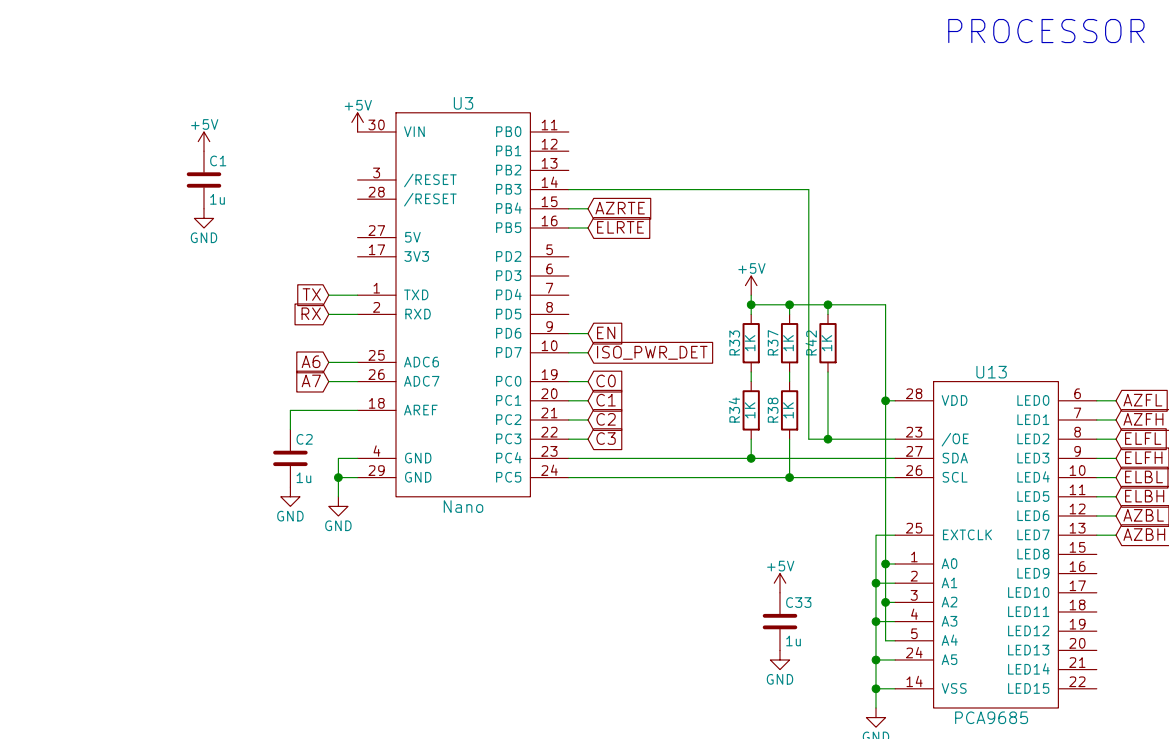 PROCESSOR
+5V
C1
1u
GND
+5V
U3
30 VIN
3 /RESET
28 /RESET
27 5V
17 3V3
TX 1 TXD
RX 2 RXD
A6 25 ADC6
A7 26 ADC7
18 AREF
4 GND
29 GND
C2
1u
GND
GND
PB0 11
PB1 12
PB2 13
PB3 14
PB4 15 AZRTE
PB5 16 ELRTE
PD2 5
PD3 6
PD4 7
PD5 8
PD6 9 EN
PD7 10 ISO_PWR_DET
PC0 19 C0
PC1 20 C1
PC2 21 C2
PC3 22 C3
PC4 23
PC5 24
Nano
+5V
R33 1K
R37 1K
R42 1K
R34 1K
R38 1K
+5V
C33
1u
GND
U13
28 VDD
23 /OE
27 SDA
26 SCL
25 EXTCLK
1 A0
2 A1
3 A2
4 A3
5 A4
24 A5
14 VSS
GND
LED0 6 AZFL
LED1 7 AZFH
LED2 8 ELFL
LED3 9 ELFH
LED4 10 ELBL
LED5 11 ELBH
LED6 12 AZBL
LED7 13 AZBH
LED8 15
LED9 16
LED10 17
LED11 18
LED12 19
LED13 20
LED14 21
LED15 22
PCA9685